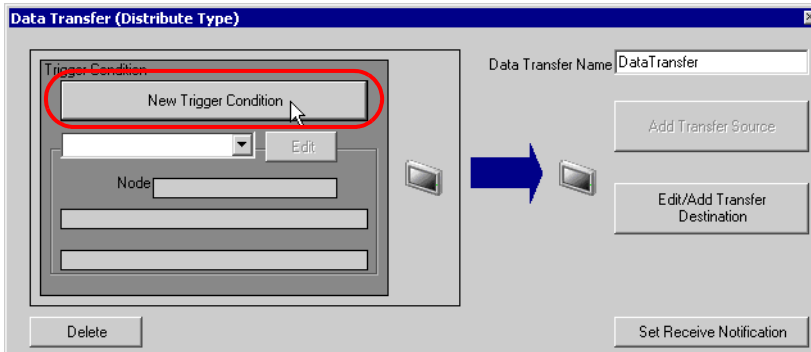 Data Transfer (Distribute Type)
Trigger Condition
New Trigger Condition
Edit
Node
Data Transfer Name DataTransfer
Add Transfer Source
Edit/Add Transfer
Destination
Delete
Set Receive Notification